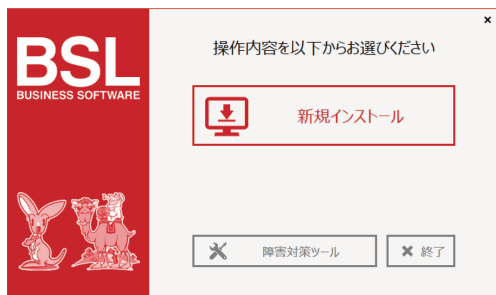 BSL
BUSINESS SOFTWARE
操作内容を以下からお選びください
新規インストール
障害対策ツール
終了